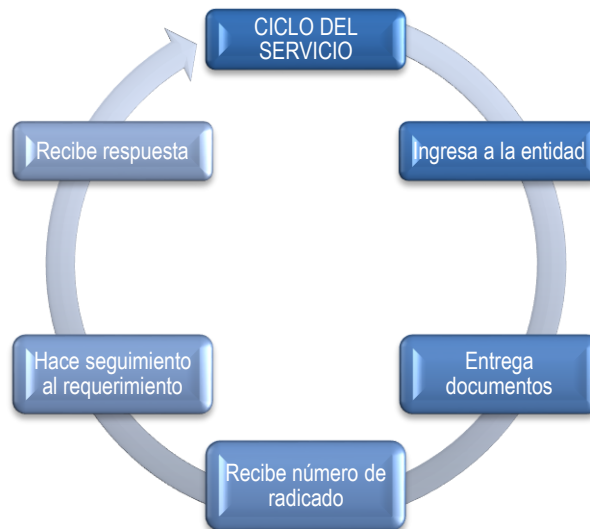 CICLO DEL
SERVICIO
Ingresa a la entidad
Entrega
documentos
Recibe número de
radicado
Hace seguimiento
al requerimiento
Recibe respuesta